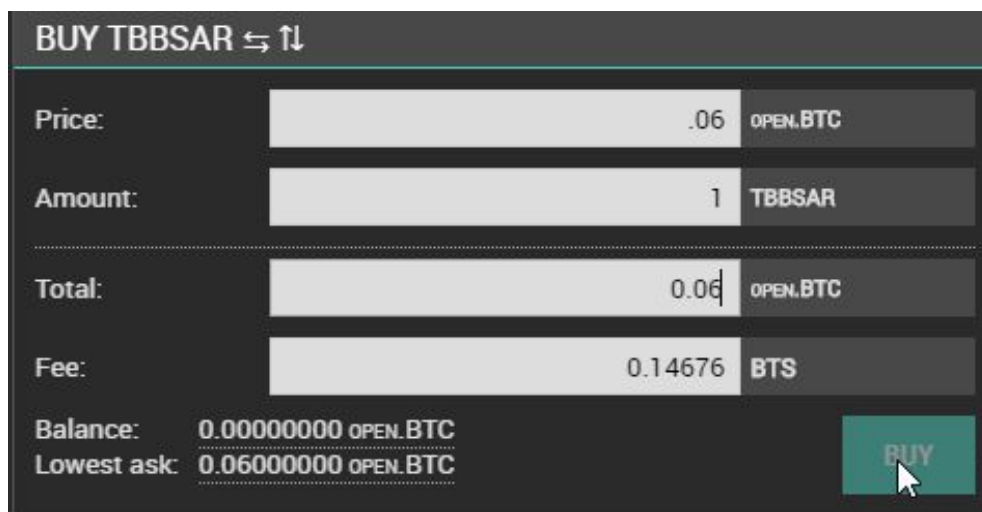 BUY TBBSAR ⇆ ⇅
Price: .06 OPEN.BTC
Amount: 1 TBBSAR
Total: 0.06 OPEN.BTC
Fee: 0.14676 BTS
Balance: 0.00000000 OPEN.BTC
Lowest ask: 0.06000000 OPEN.BTC
BUY